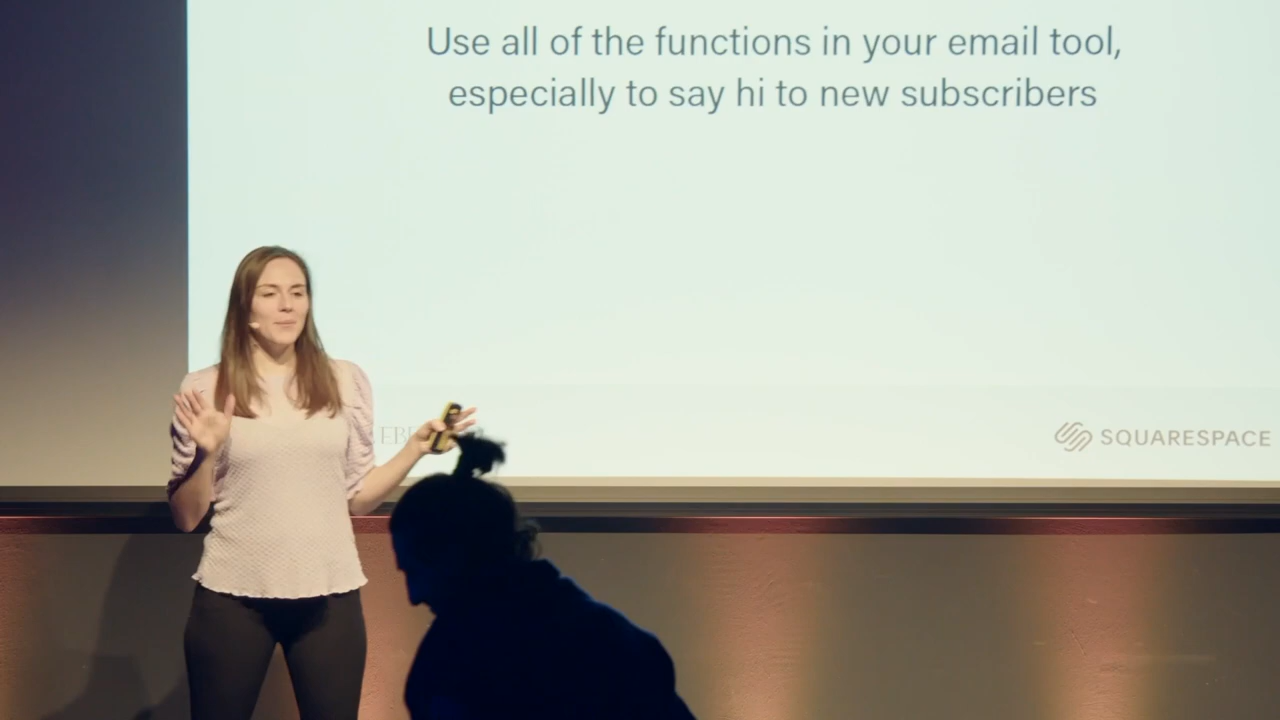 Use all of the functions in your email tool,
especially to say hi to new subscribers
SQUARESPACE